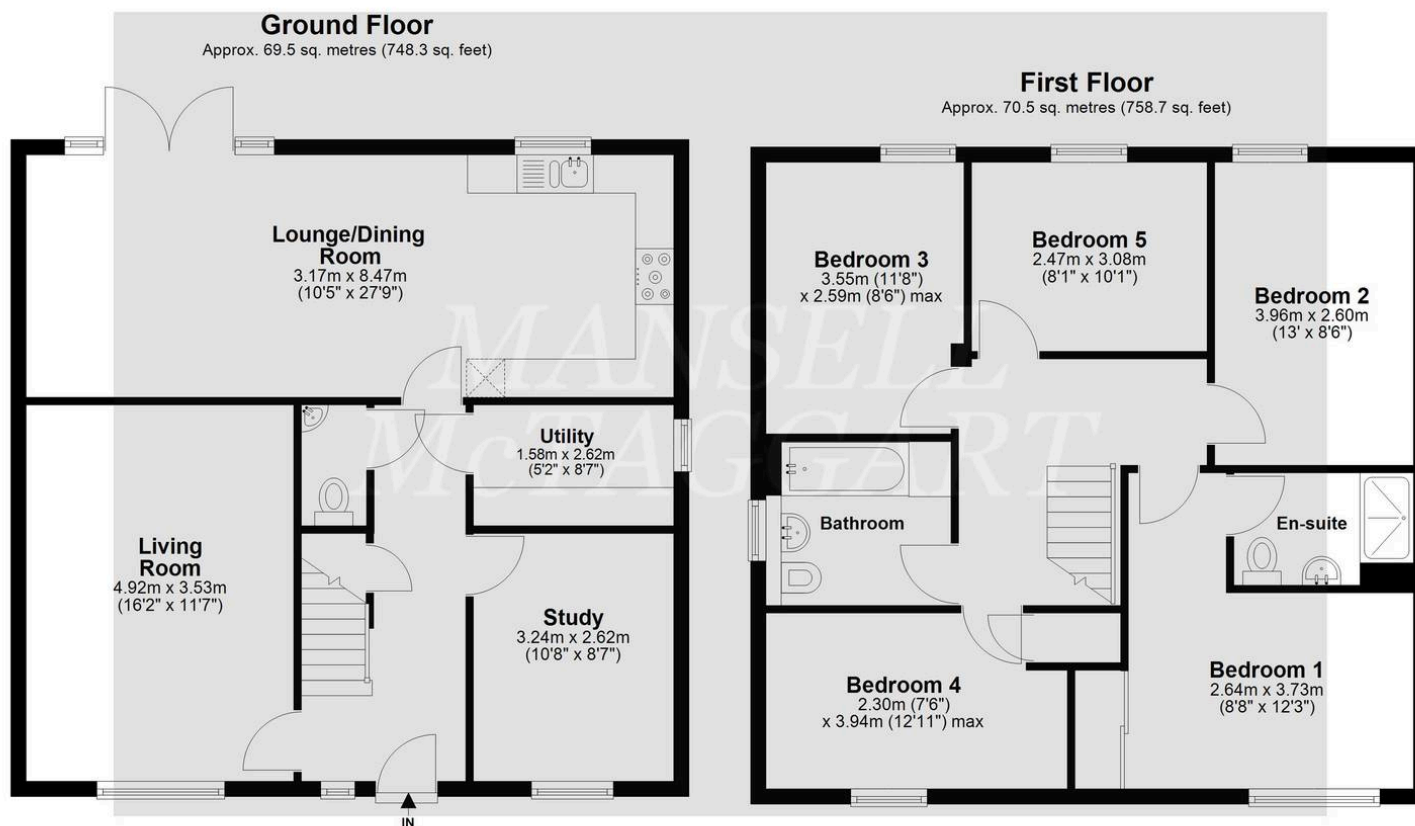 Ground Floor
Approx. 69.5 sq. metres (748.3 sq. feet)
Lounge/Dining
Room
3.17m x 8.47m
(10'5" x 27'9")
Utility
1.58m x 2.62m
(5'2" x 8'7")
Living
Room
4.92m x 3.53m
(16'2" x 11'7")
Study
3.24m x 2.62m
(10'8" x 8'7")
IN
First Floor
Approx. 70.5 sq. metres (758.7 sq. feet)
Bedroom 3
3.55m (11'8")
x 2.59m (8'6") max
Bedroom 5
2.47m x 3.08m
(8'1" x 10'1")
Bedroom 2
3.96m x 2.60m
(13' x 8'6")
Bathroom
En-suite
Bedroom 4
2.30m (7'6")
x 3.94m (12'11") max
Bedroom 1
2.64m x 3.73m
(8'8" x 12'3")
MANSELL
McTAGGART